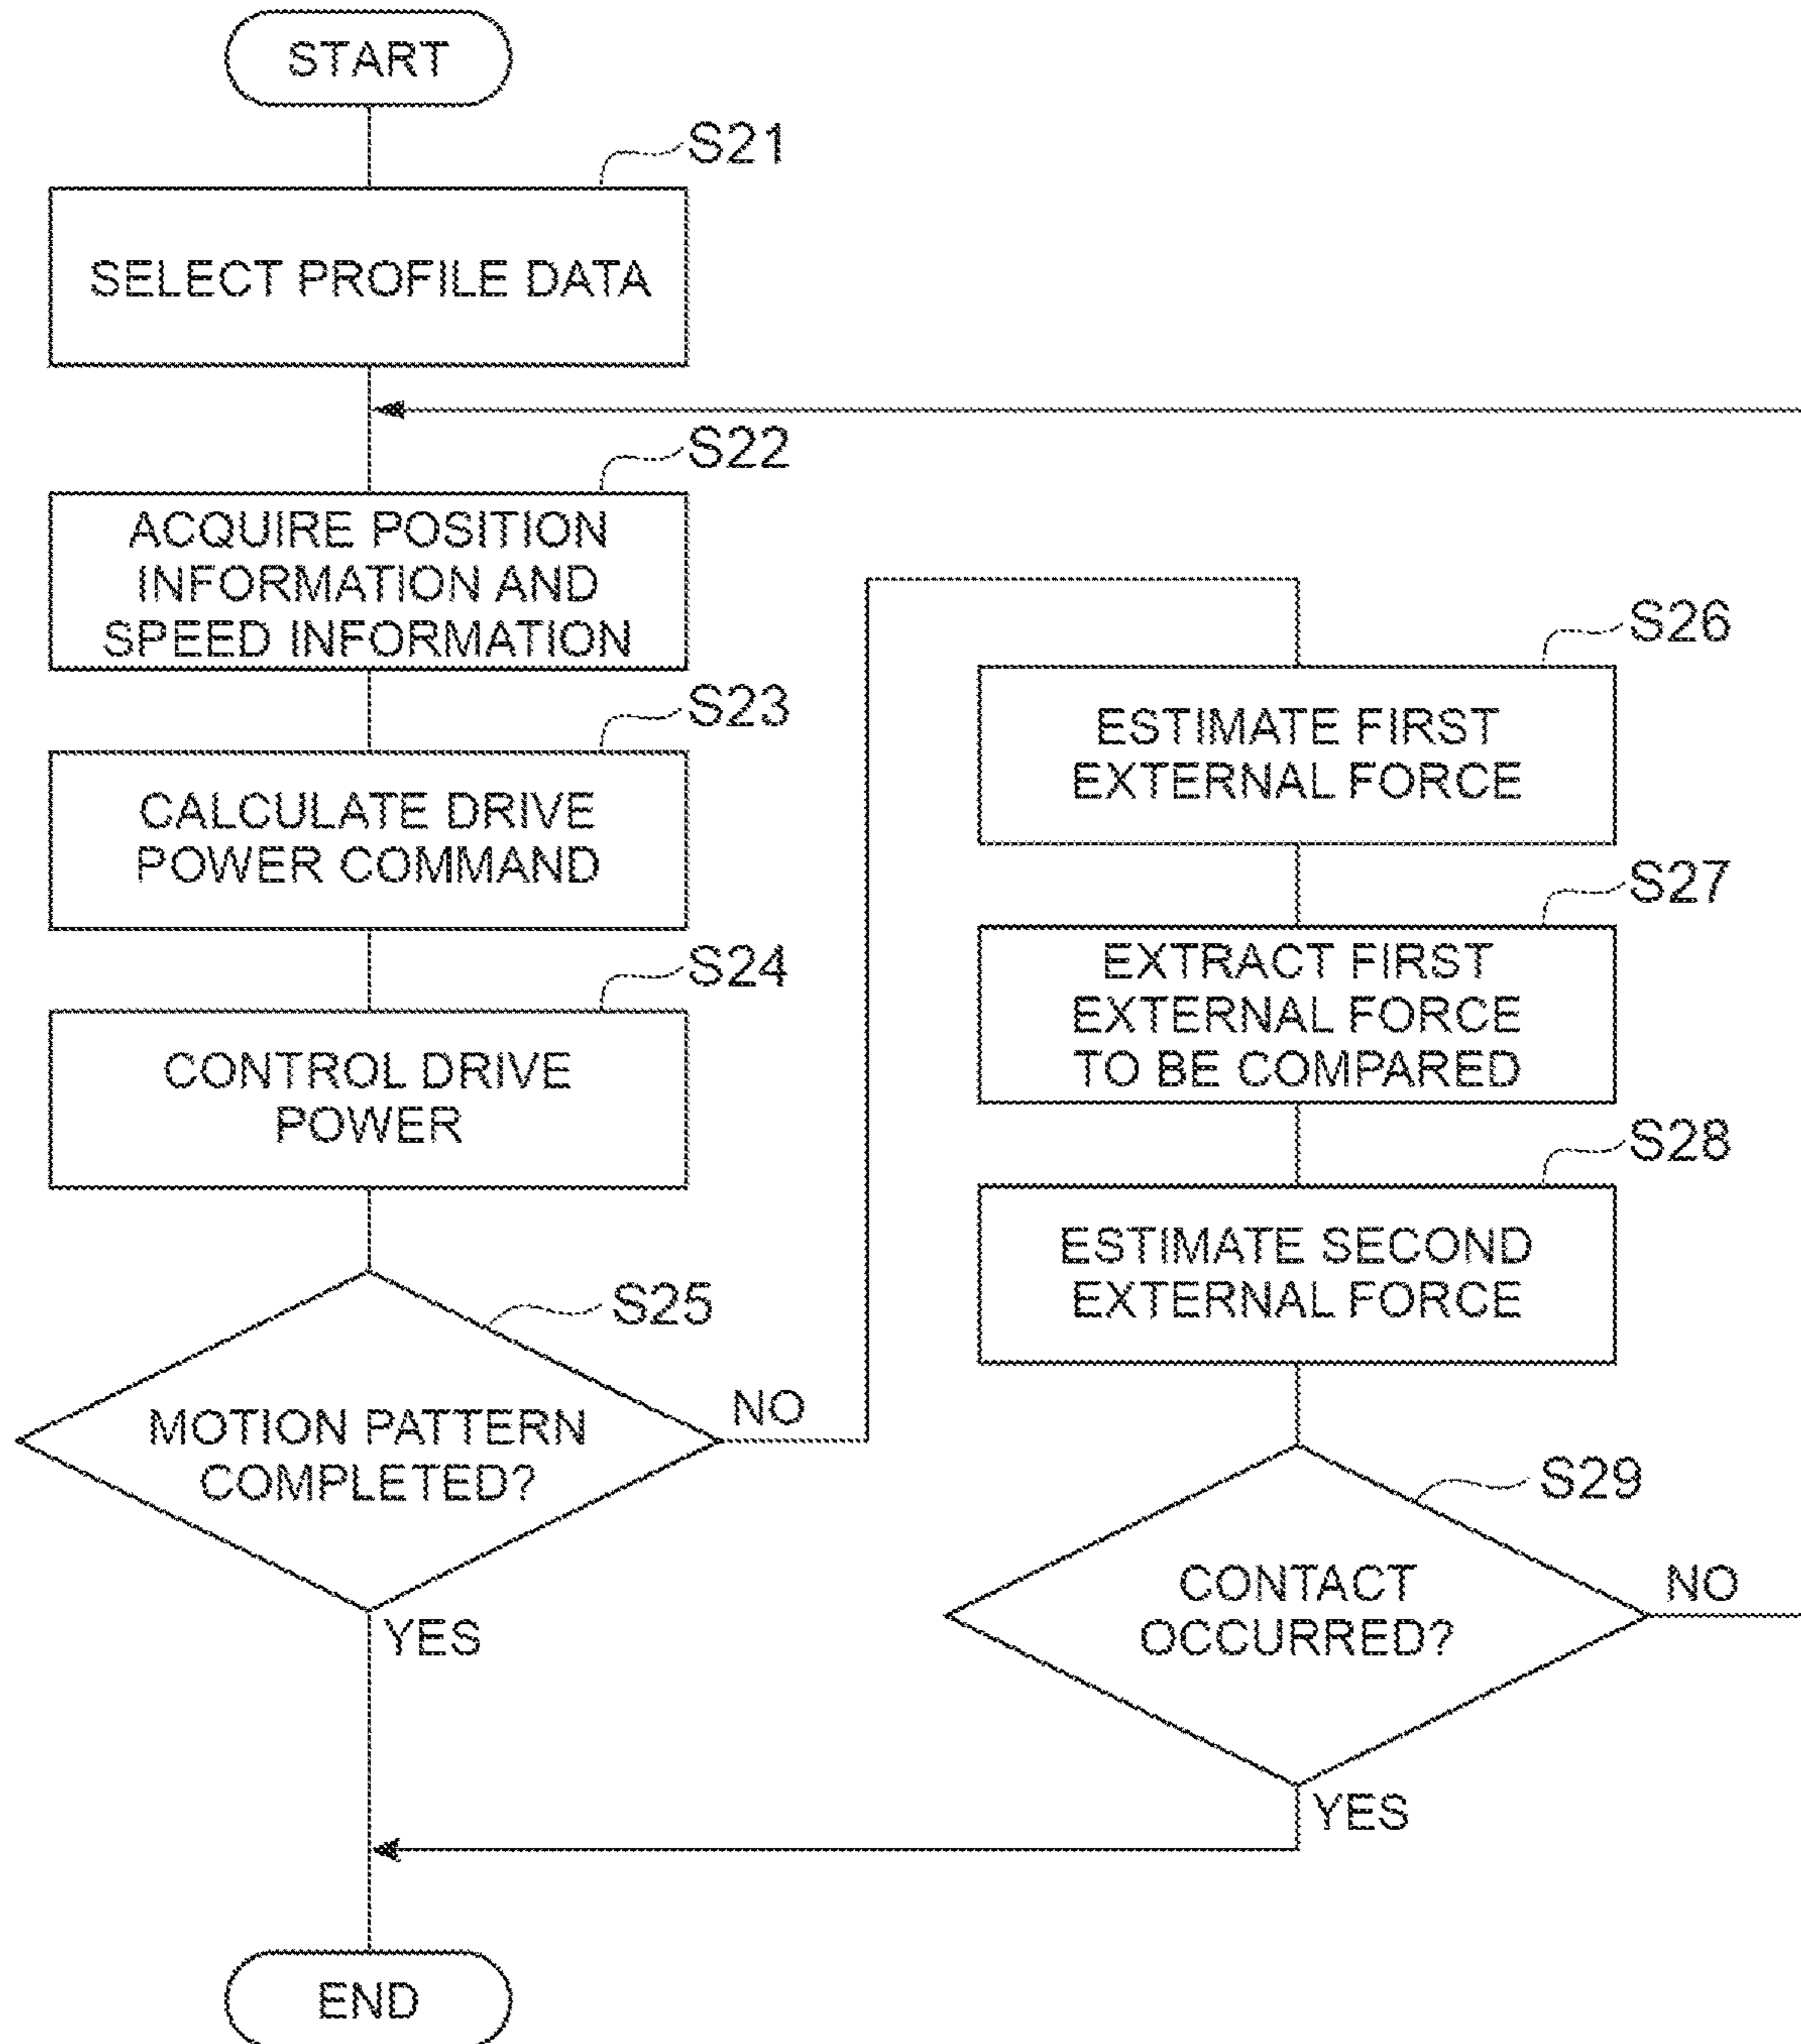 START
S21
SELECT PROFILE DATA
S22
ACQUIRE POSITION
INFORMATION AND
SPEED INFORMATION
S23
CALCULATE DRIVE
POWER COMMAND
S24
CONTROL DRIVE
POWER
S25
MOTION PATTERN
COMPLETED?
NO
YES
S26
ESTIMATE FIRST
EXTERNAL FORCE
S27
EXTRACT FIRST
EXTERNAL FORCE
TO BE COMPARED
S28
ESTIMATE SECOND
EXTERNAL FORCE
S29
CONTACT
OCCURRED?
NO
YES
END